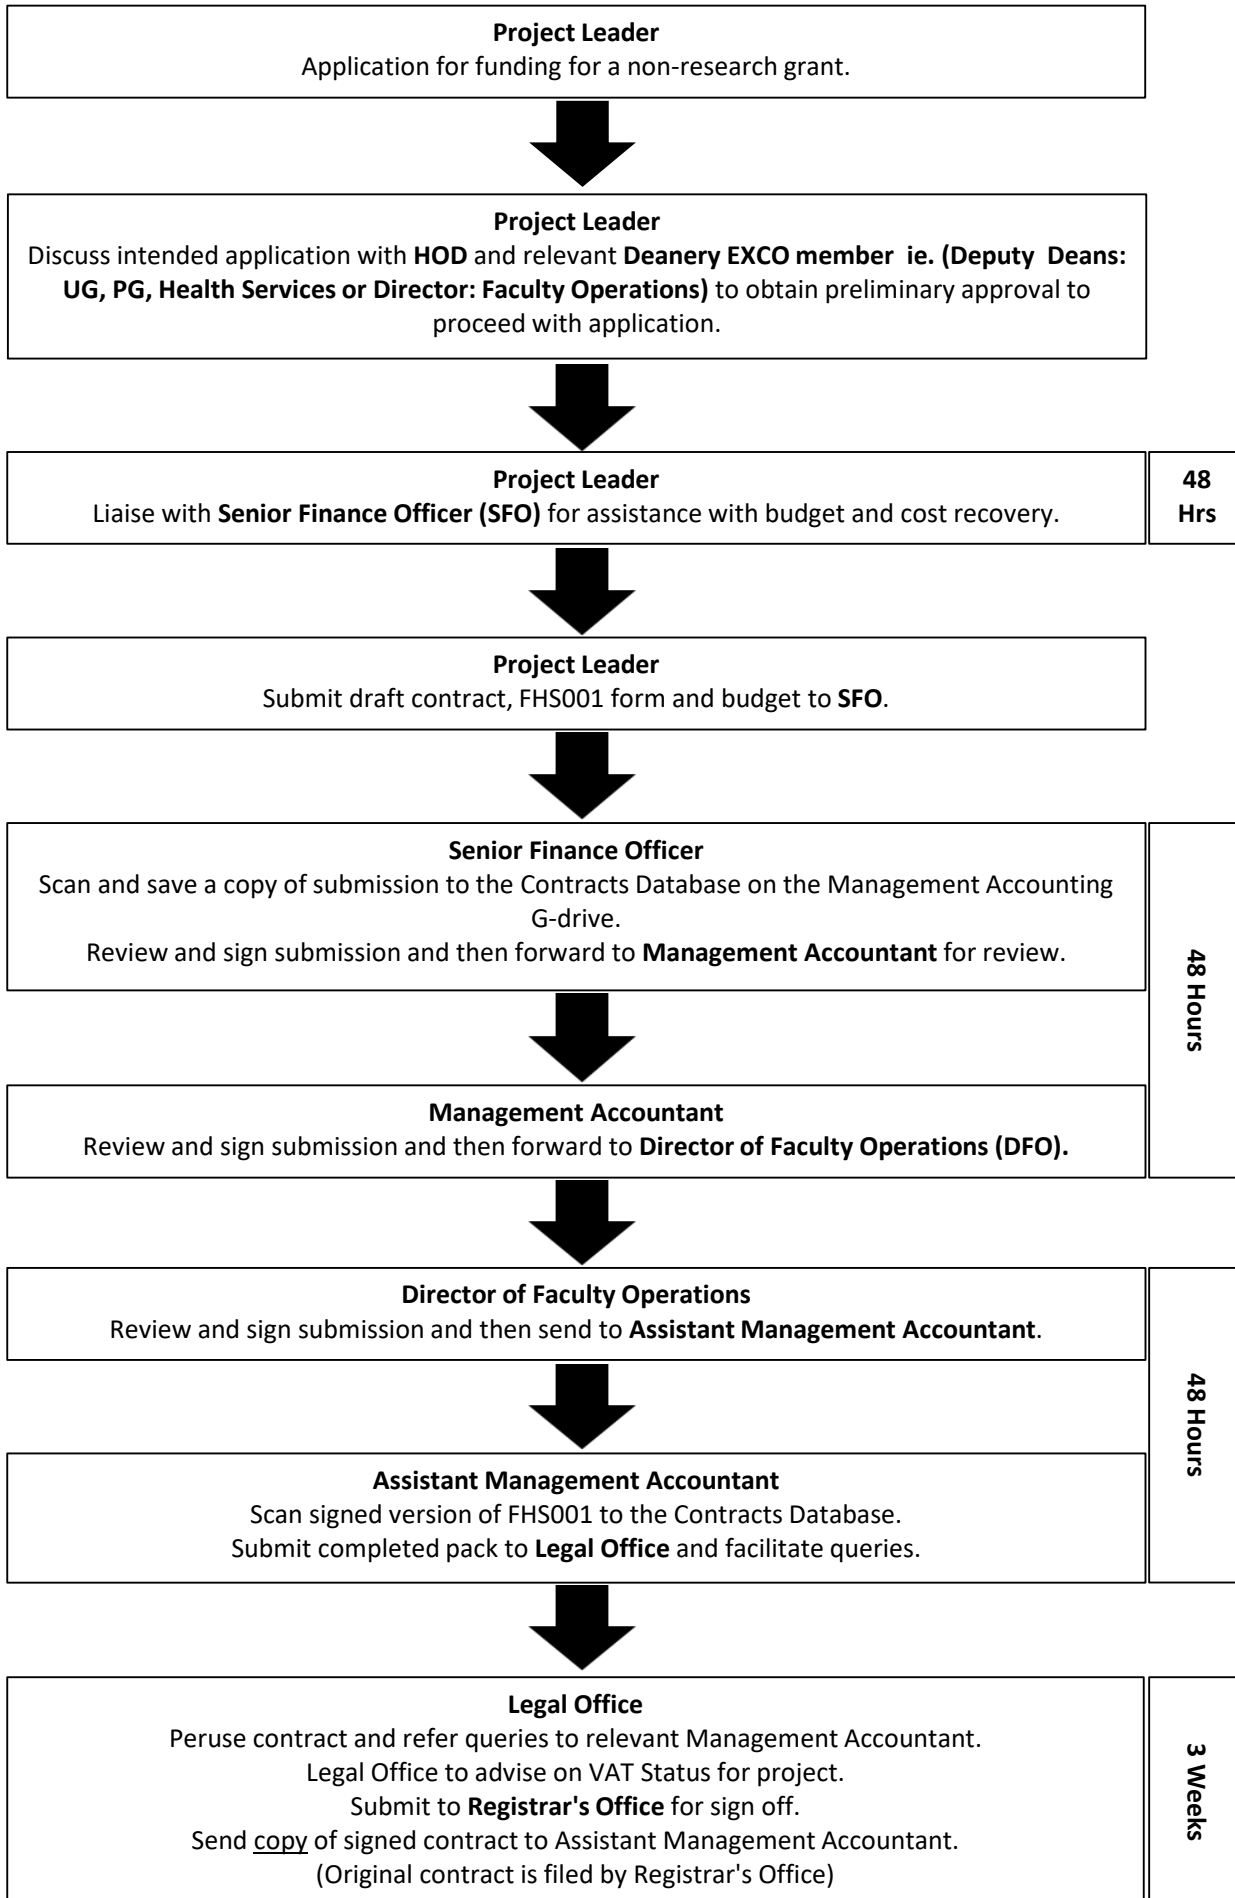 Project Leader
Application for funding for a non-research grant.
Project Leader
Discuss intended application with HOD and relevant Deanery EXCO member ie. (Deputy Deans:
UG, PG, Health Services or Director: Faculty Operations) to obtain preliminary approval to
proceed with application.
Project Leader
Liaise with Senior Finance Officer (SFO) for assistance with budget and cost recovery.
48
Hrs
Project Leader
Submit draft contract, FHS001 form and budget to SFO.
Senior Finance Officer
Scan and save a copy of submission to the Contracts Database on the Management Accounting
G-drive.
Review and sign submission and then forward to Management Accountant for review.
48 Hours
Management Accountant
Review and sign submission and then forward to Director of Faculty Operations (DFO).
Director of Faculty Operations
Review and sign submission and then send to Assistant Management Accountant.
48 Hours
Assistant Management Accountant
Scan signed version of FHS001 to the Contracts Database.
Submit completed pack to Legal Office and facilitate queries.
Legal Office
Peruse contract and refer queries to relevant Management Accountant.
Legal Office to advise on VAT Status for project.
Submit to Registrar's Office for sign off.
Send copy of signed contract to Assistant Management Accountant.
(Original contract is filed by Registrar's Office)
3 Weeks